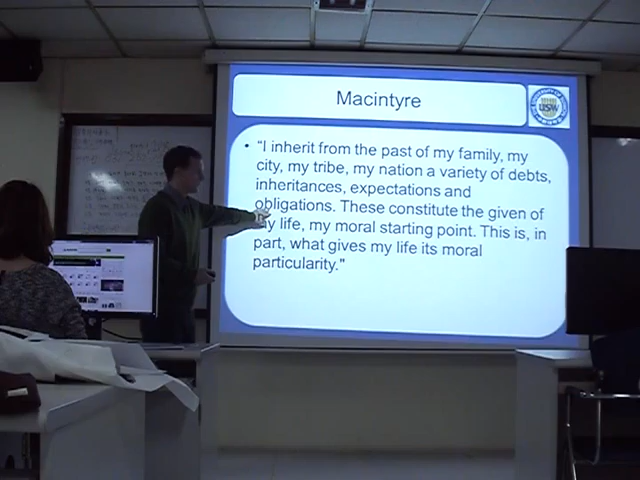 Macintyre
• "I inherit from the past of my family, my
city, my tribe, my nation a variety of debts,
inheritances, expectations and
obligations. These constitute the given of
my life, my moral starting point. This is, in
part, what gives my life its moral
particularity."
USW